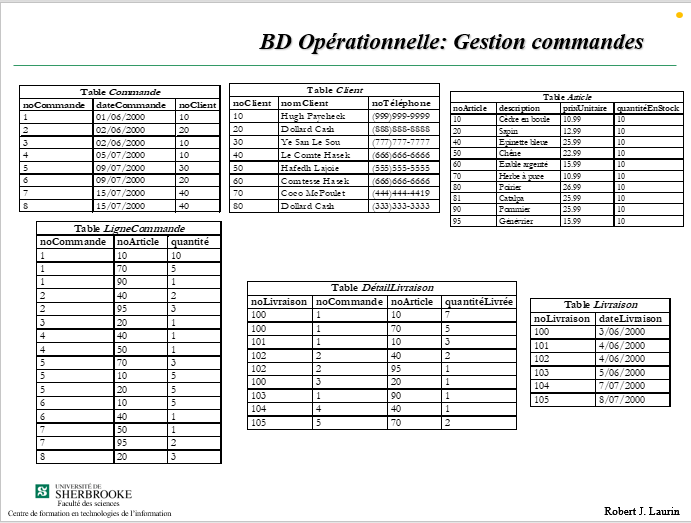 BD Opérationnelle: Gestion commandes
Table Commande
noCommande dateCommande noClient
1 01/06/2000 10
2 02/06/2000 20
3 02/06/2000 10
4 05/07/2000 10
5 09/07/2000 30
6 09/07/2000 20
7 15/07/2000 40
8 15/07/2000 40
Table Client
noClient nomClient noTéléphone
10 Hugh Paycheck (999)999-9999
20 Dollard Cash (888)888-8888
30 Ye San Le Sou (777)777-7777
40 Le Comte Hasek (666)666-6666
50 Hafedh Lajoie (555)555-5555
60 Comtesse Hasek (666)666-6666
70 Coco McPoulet (444)444-4419
80 Dollard Cash (333)333-3333
Table Article
noArticle description prixUnitaire quantitéEnStock
10 Cèdre en boule 10.99 10
20 Sapin 12.99 10
40 Epinette bleue 25.99 10
50 Chêne 22.99 10
60 Erable argenté 15.99 10
70 Herbe à puce 10.99 10
80 Poirier 26.99 10
81 Catalpa 25.99 10
90 Pommier 25.99 10
95 Génévrier 15.99 10
Table LigneCommande
noCommande noArticle quantité
1 10 10
1 70 5
1 90 1
2 40 2
2 95 3
3 20 1
4 40 1
4 50 1
5 70 3
5 10 5
5 20 5
6 10 5
6 40 1
7 50 1
7 95 2
8 20 3
Table DétailLivraison
noLivraison noCommande noArticle quantitéLivrée
100 1 10 7
100 1 70 5
101 1 10 3
102 2 40 2
102 2 95 1
100 3 20 1
103 1 90 1
104 4 40 1
105 5 70 2
Table Livraison
noLivraison dateLivraison
100 3/06/2000
101 4/06/2000
102 4/06/2000
103 5/06/2000
104 7/07/2000
105 8/07/2000
UNIVERSITÉ DE
SHERBROOKE
Faculté des sciences
Centre de formation en technologies de l'information
Robert J. Laurin